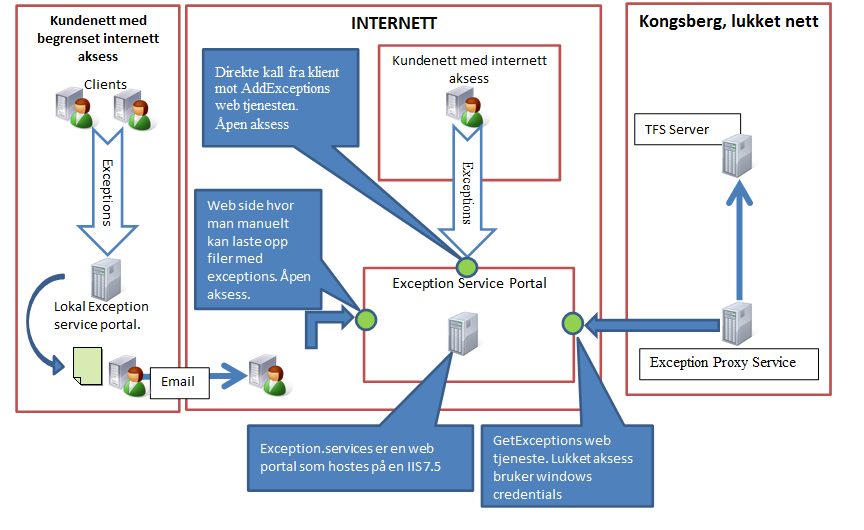 Kundenett med
begrenset internett
aksess
Clients
Exceptions
Lokal Exception
service portal.
Email
INTERNETT
Direkte kall fra klient
mot AddExceptions
web tjenesten.
Åpen aksess
Kundenett med internett
aksess
Exceptions
Web side hvor
man manuelt
kan laste opp
filer med
exceptions. Åpen
aksess.
Exception Service Portal
Exception.services er en web
portal som hostes på en IIS 7.5
GetExceptions web
tjeneste. Lukket aksess
bruker windows
credentials
Kongsberg, lukket nett
TFS Server
Exception Proxy Service